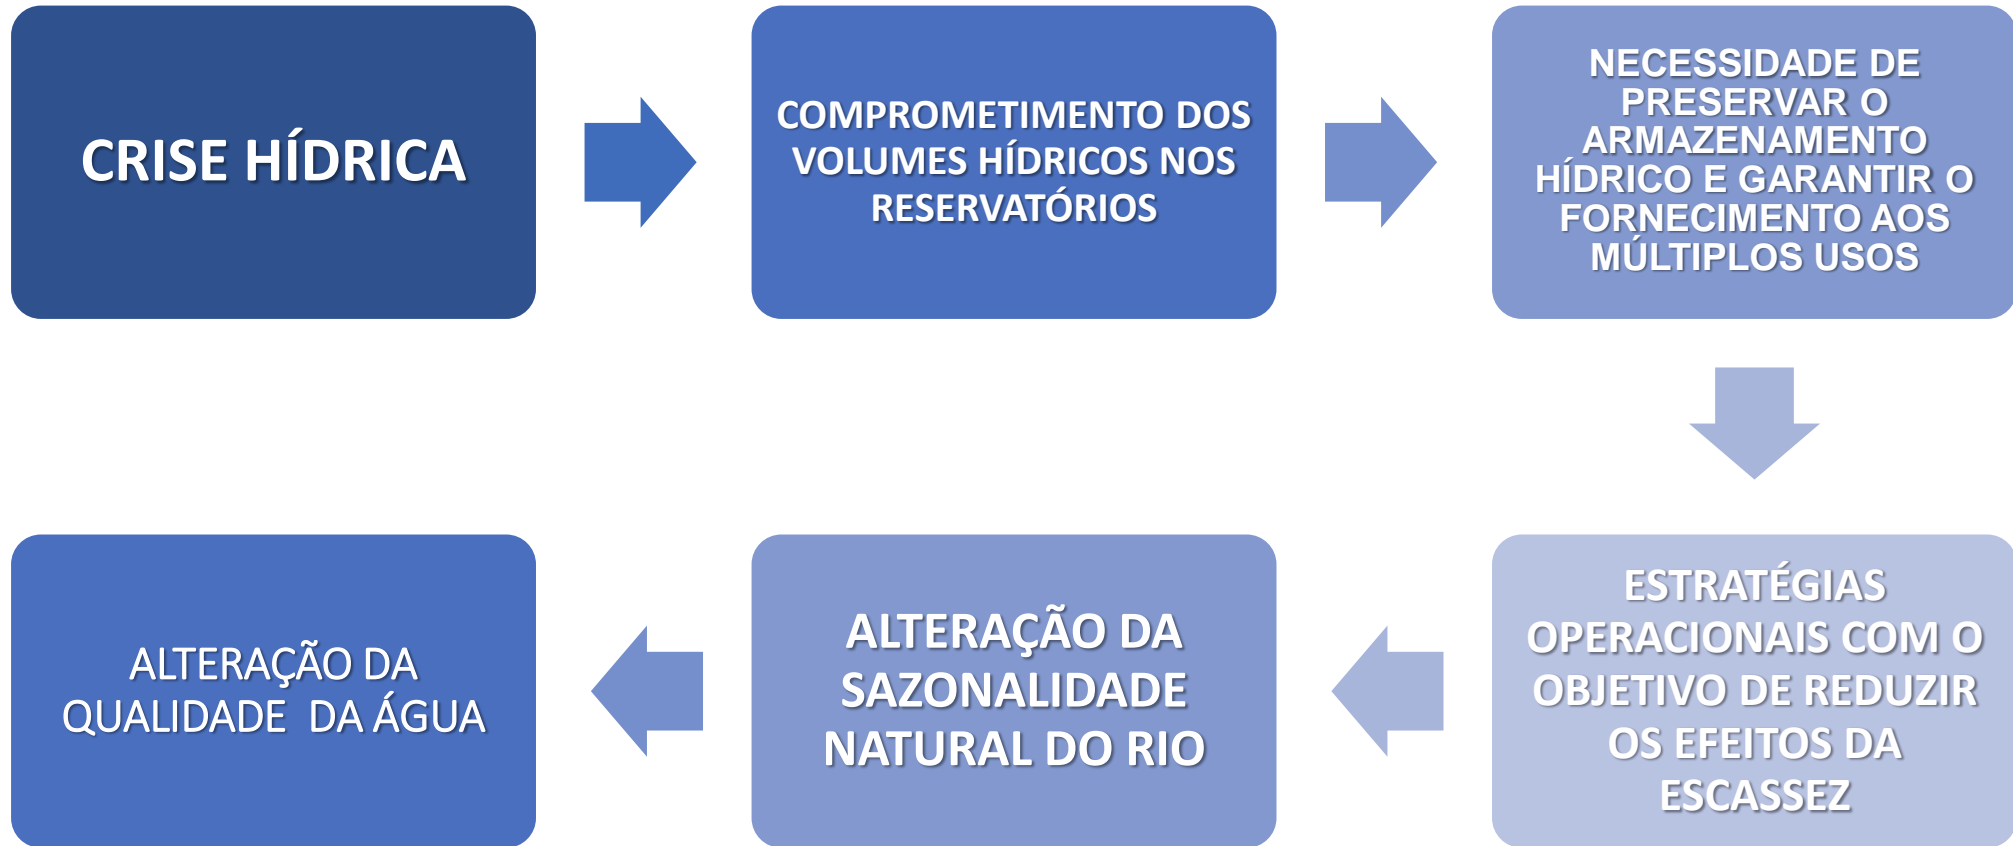 CRISE HÍDRICA
COMPROMETIMENTO DOS
VOLUMES HÍDRICOS NOS
RESERVATÓRIOS
NECESSIDADE DE
PRESERVAR O
ARMAZENAMENTO
HÍDRICO E GARANTIR O
FORNECIMENTO AOS
MÚLTIPLOS USOS
ESTRATÉGIAS
OPERACIONAIS COM O
OBJETIVO DE REDUZIR
OS EFEITOS DA
ESCASSEZ
ALTERAÇÃO DA
SAZONALIDADE
NATURAL DO RIO
ALTERAÇÃO DA
QUALIDADE  DA ÁGUA